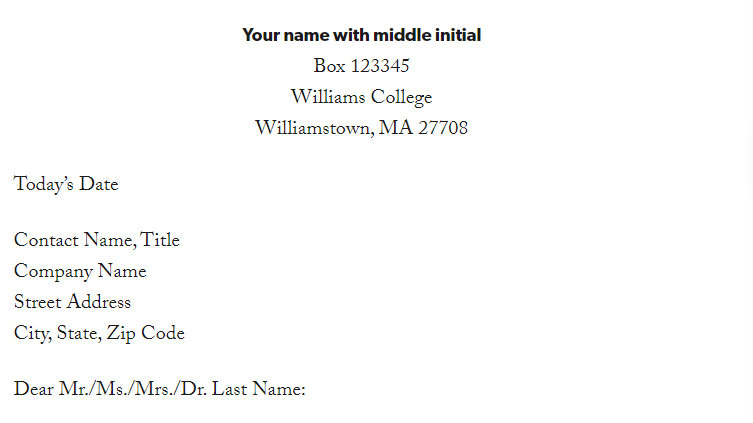 Your name with middle initial
Box 123345
Williams College
Williamstown, MA 27708
Today’s Date
Contact Name, Title
Company Name
Street Address
City, State, Zip Code
Dear Mr./Ms./Mrs./Dr. Last Name: